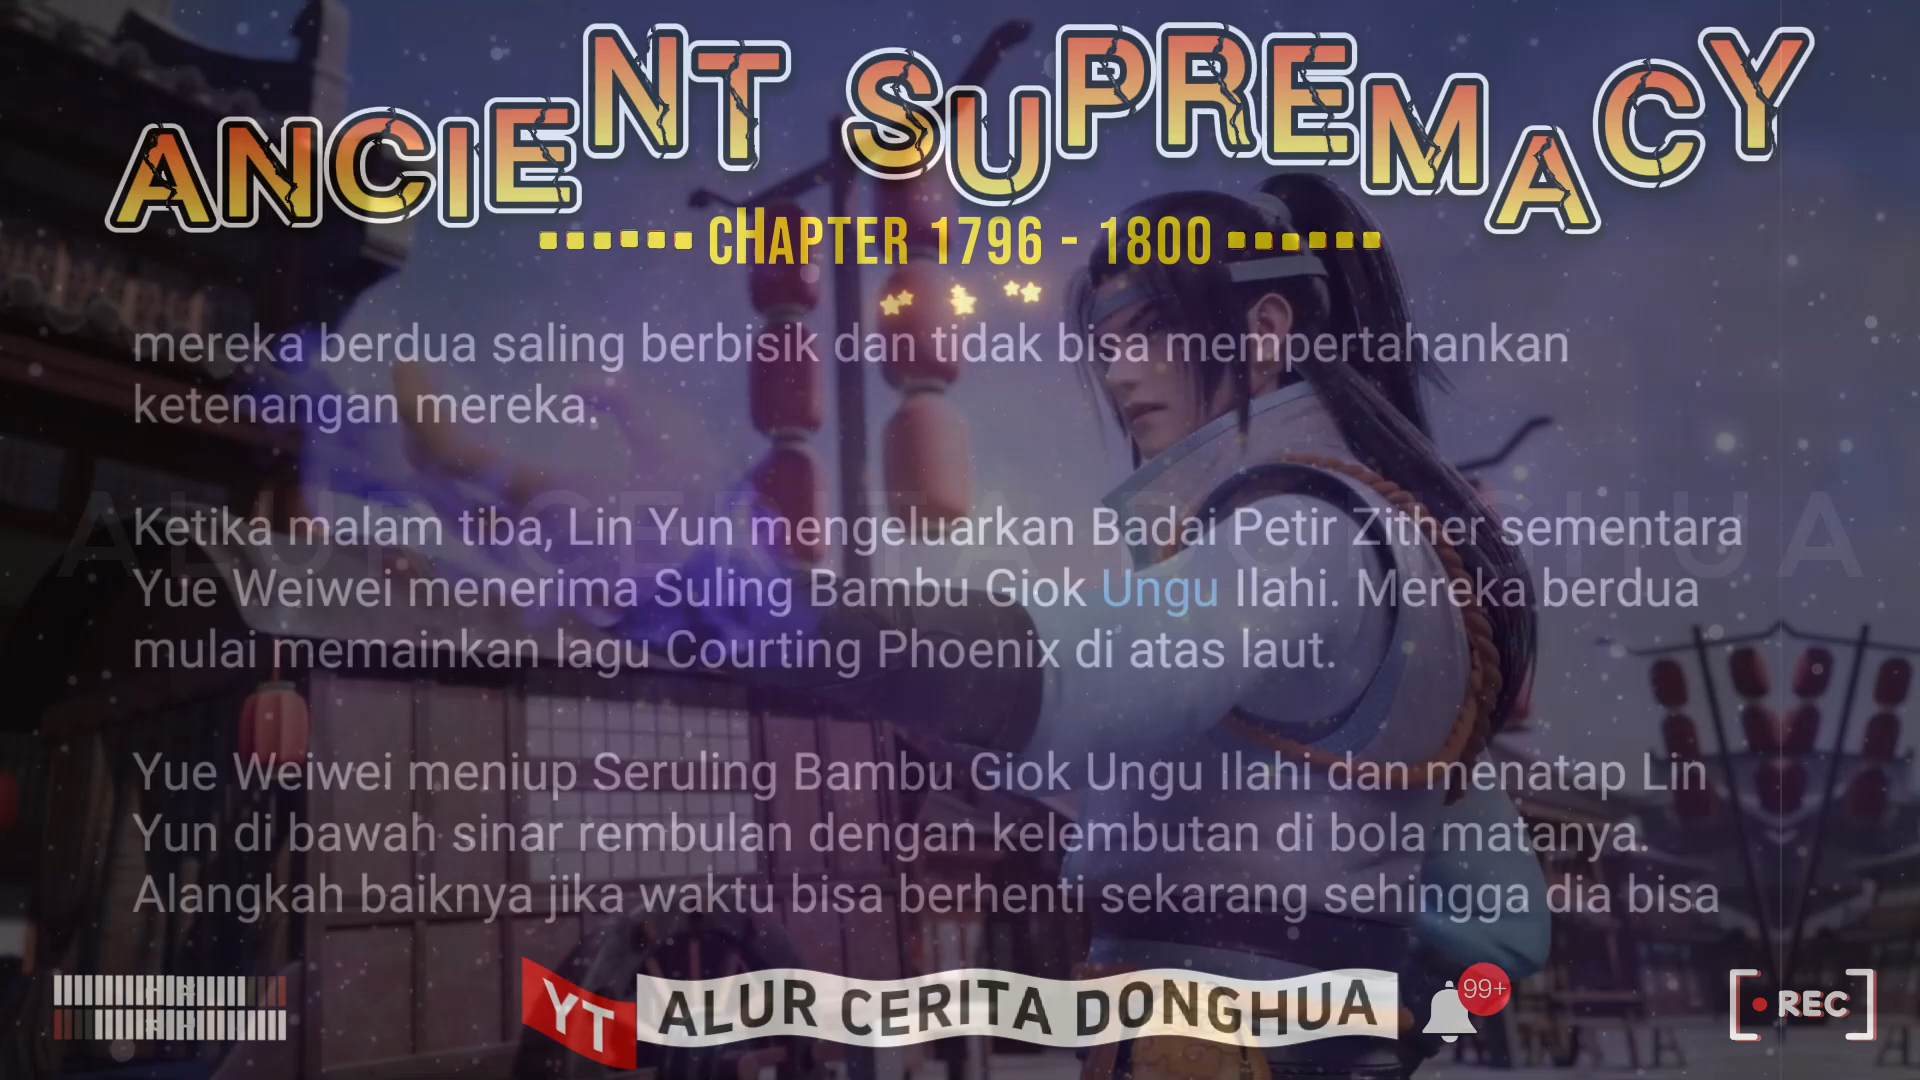 ANCIENT SUPREMACY
CHAPTER 1796 - 1800
mereka berdua saling berbisik dan tidak bisa mempertahankan
ketenangan mereka.
Ketika malam tiba, Lin Yun mengeluarkan Badai Petir Zither sementara
Yue Weiwei menerima Suling Bambu Giok Ungu Ilahi. Mereka berdua
mulai memainkan lagu Courting Phoenix di atas laut.
ALUR CERITA DONGHUA
Yue Weiwei meniup Seruling Bambu Giok Ungu Ilahi dan menatap Lin
Yun di bawah sinar rembulan dengan kelembutan di bola matanya.
Alangkah baiknya jika waktu bisa berhenti sekarang sehingga dia bisa
YT ALUR CERITA DONGHUA 99+
REC